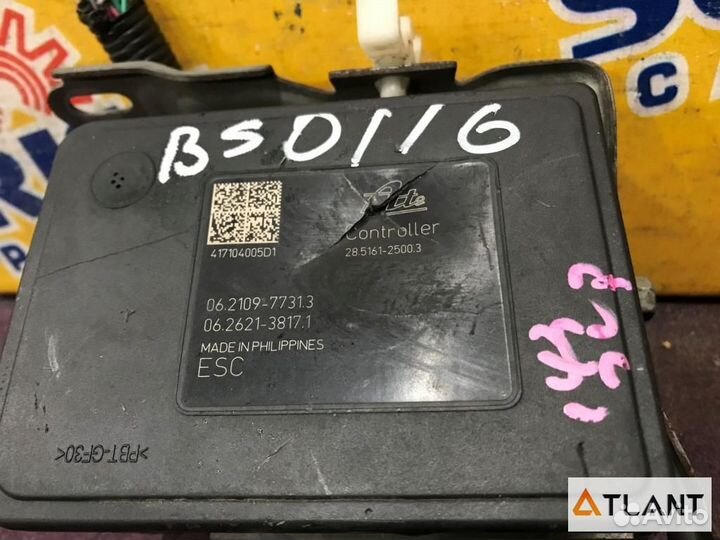 BS0116
Ate
Controller
28.5161-2500.3
417104005D1
06.2109-7731.3
06.2621-3817.1
MADE IN PHILIPPINES
ESC
>PBT-GF30<
ATLANT
Avito